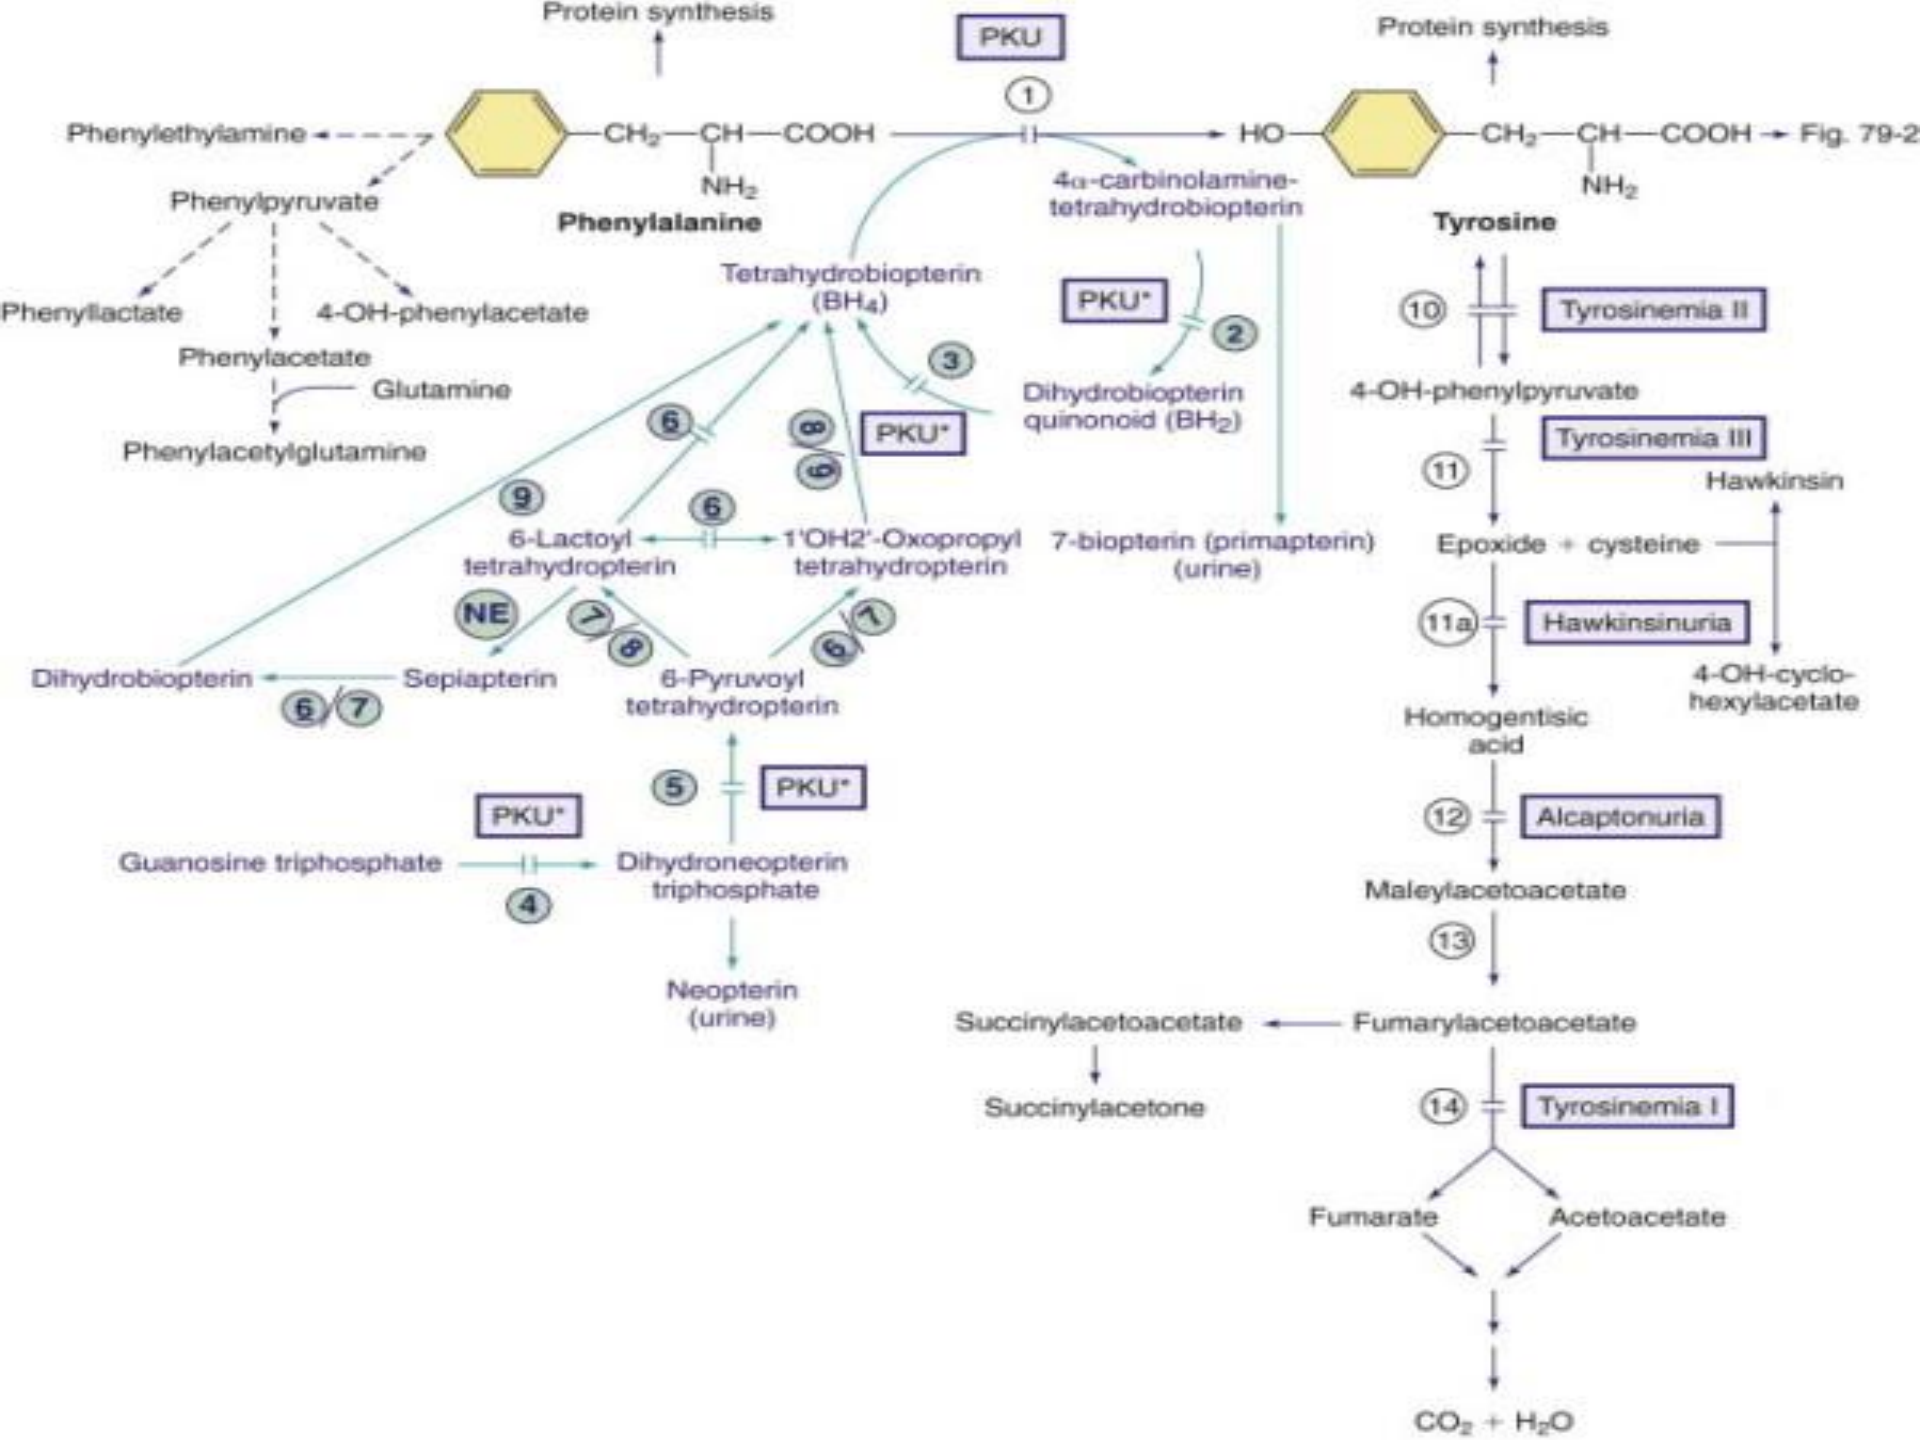 Protein synthesis
PKU
Protein synthesis
1
Phenylethylamine
CH₂—CH—COOH
HO
CH₂—CH—COOH
Fig. 79-2
NH₂
NH₂
Phenylpyruvate
Phenylalanine
4α-carbinolamine-
tetrahydrobiopterin
Tyrosine
Tetrahydrobiopterin
(BH₄)
PKU*
2
10
Tyrosinemia II
Phenyllactate
4-OH-phenylacetate
Phenylacetate
Glutamine
3
Dihydrobiopterin
quinonoid (BH₂)
4-OH-phenylpyruvate
Phenylacetylglutamine
6
8
6
PKU*
Tyrosinemia III
11
Hawkinsin
9
6
6-Lactoyl
tetrahydropterin
1'OH2'-Oxopropyl
tetrahydropterin
7-biopterin (primapterin)
(urine)
Epoxide + cysteine
NE
7/8
6/7
11a
Hawkinsinuria
Dihydrobiopterin
Sepiapterin
6-Pyruvoyl
tetrahydropterin
4-OH-cyclo-
hexylacetate
6/7
Homogentisic
acid
5
PKU*
PKU*
12
Alcaptonuria
Guanosine triphosphate
Dihydroneopterin
triphosphate
4
Maleylacetoacetate
13
Neopterin
(urine)
Succinylacetoacetate
Fumarylacetoacetate
Succinylacetone
14
Tyrosinemia I
Fumarate
Acetoacetate
CO₂ + H₂O